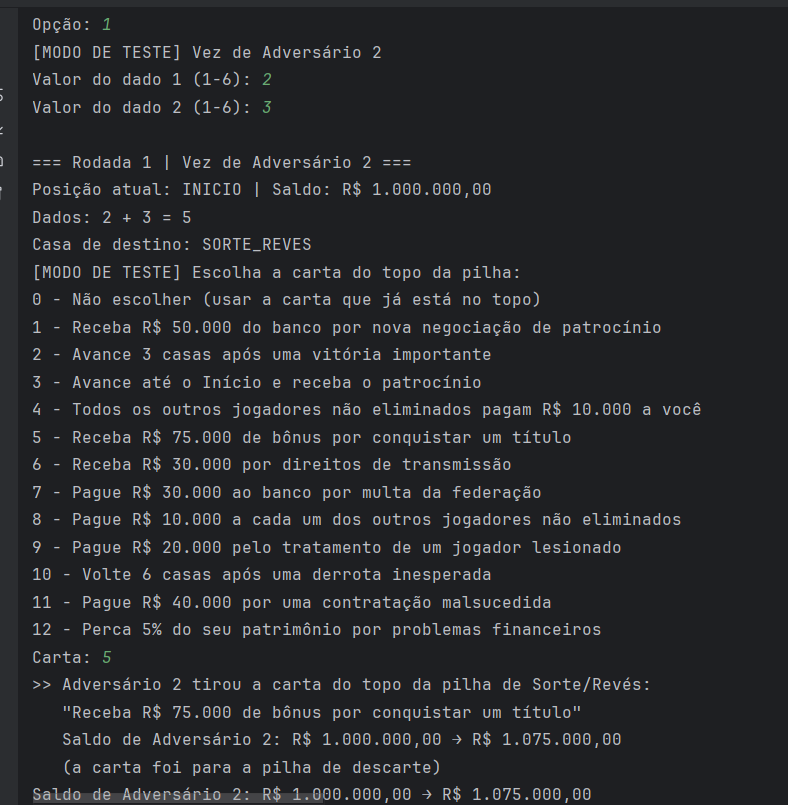 Opção: 1
[MODO DE TESTE] Vez de Adversário 2
Valor do dado 1 (1-6): 2
Valor do dado 2 (1-6): 3
=== Rodada 1 | Vez de Adversário 2 ===
Posição atual: INICIO | Saldo: R$ 1.000.000,00
Dados: 2 + 3 = 5
Casa de destino: SORTE_REVES
[MODO DE TESTE] Escolha a carta do topo da pilha:
0 - Não escolher (usar a carta que já está no topo)
1 - Receba R$ 50.000 do banco por nova negociação de patrocínio
2 - Avance 3 casas após uma vitória importante
3 - Avance até o Início e receba o patrocínio
4 - Todos os outros jogadores não eliminados pagam R$ 10.000 a você
5 - Receba R$ 75.000 de bônus por conquistar um título
6 - Receba R$ 30.000 por direitos de transmissão
7 - Pague R$ 30.000 ao banco por multa da federação
8 - Pague R$ 10.000 a cada um dos outros jogadores não eliminados
9 - Pague R$ 20.000 pelo tratamento de um jogador lesionado
10 - Volte 6 casas após uma derrota inesperada
11 - Pague R$ 40.000 por uma contratação malsucedida
12 - Perca 5% do seu patrimônio por problemas financeiros
Carta: 5
>> Adversário 2 tirou a carta do topo da pilha de Sorte/Revés:
"Receba R$ 75.000 de bônus por conquistar um título"
Saldo de Adversário 2: R$ 1.000.000,00 → R$ 1.075.000,00
(a carta foi para a pilha de descarte)
Saldo de Adversário 2: R$ 1.000.000,00 → R$ 1.075.000,00